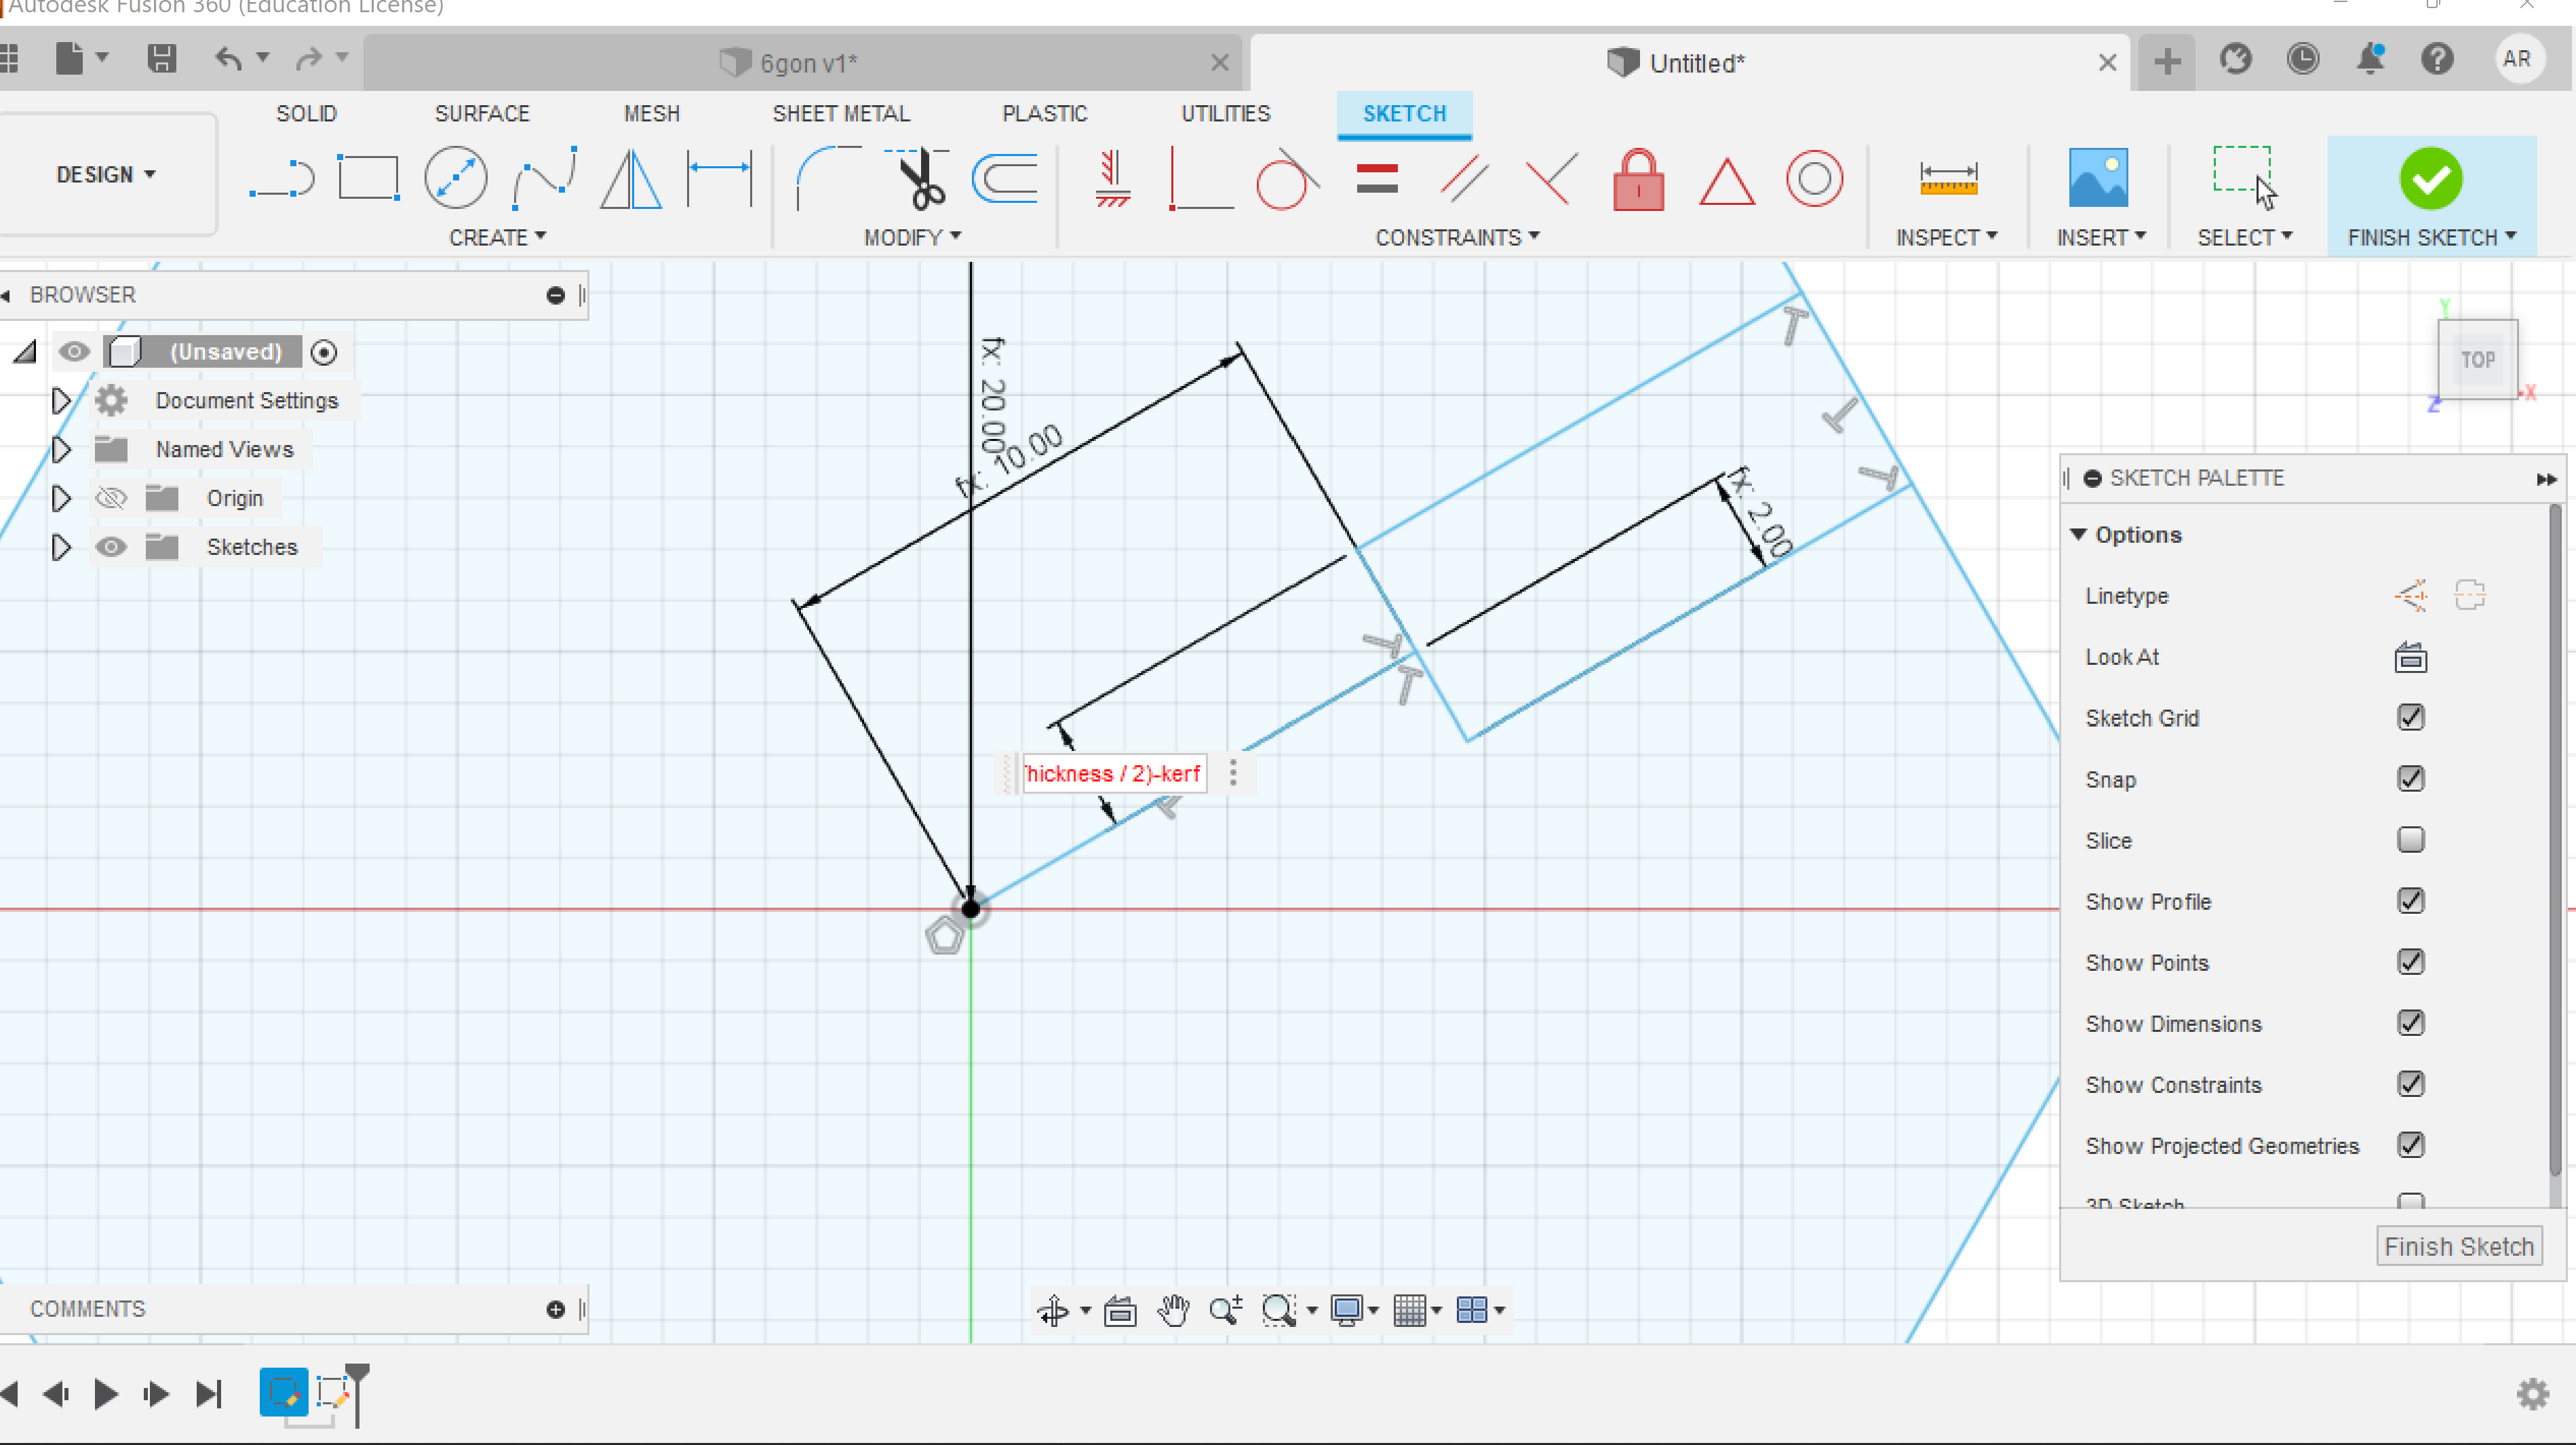 Autodesk Fusion 360 (Education License)
6gon v1*
Untitled*
AR
SOLID
SURFACE
MESH
SHEET METAL
PLASTIC
UTILITIES
SKETCH
DESIGN
CREATE
MODIFY
CONSTRAINTS
INSPECT
INSERT
SELECT
FINISH SKETCH
BROWSER
(Unsaved)
Document Settings
Named Views
Origin
Sketches
fx: 20.00
fx: 10.00
fx: 2.00
hickness / 2)-kerf
Y
TOP
X
Z
SKETCH PALETTE
Options
Linetype
Look At
Sketch Grid
Snap
Slice
Show Profile
Show Points
Show Dimensions
Show Constraints
Show Projected Geometries
3D Sketch
Finish Sketch
COMMENTS